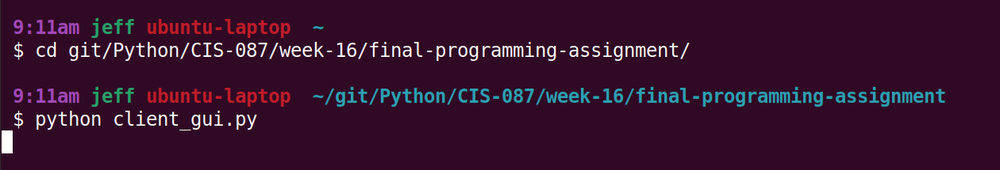 9:11am jeff ubuntu-laptop  ~
$ cd git/Python/CIS-087/week-16/final-programming-assignment/
9:11am jeff ubuntu-laptop  ~/git/Python/CIS-087/week-16/final-programming-assignment
$ python client_gui.py